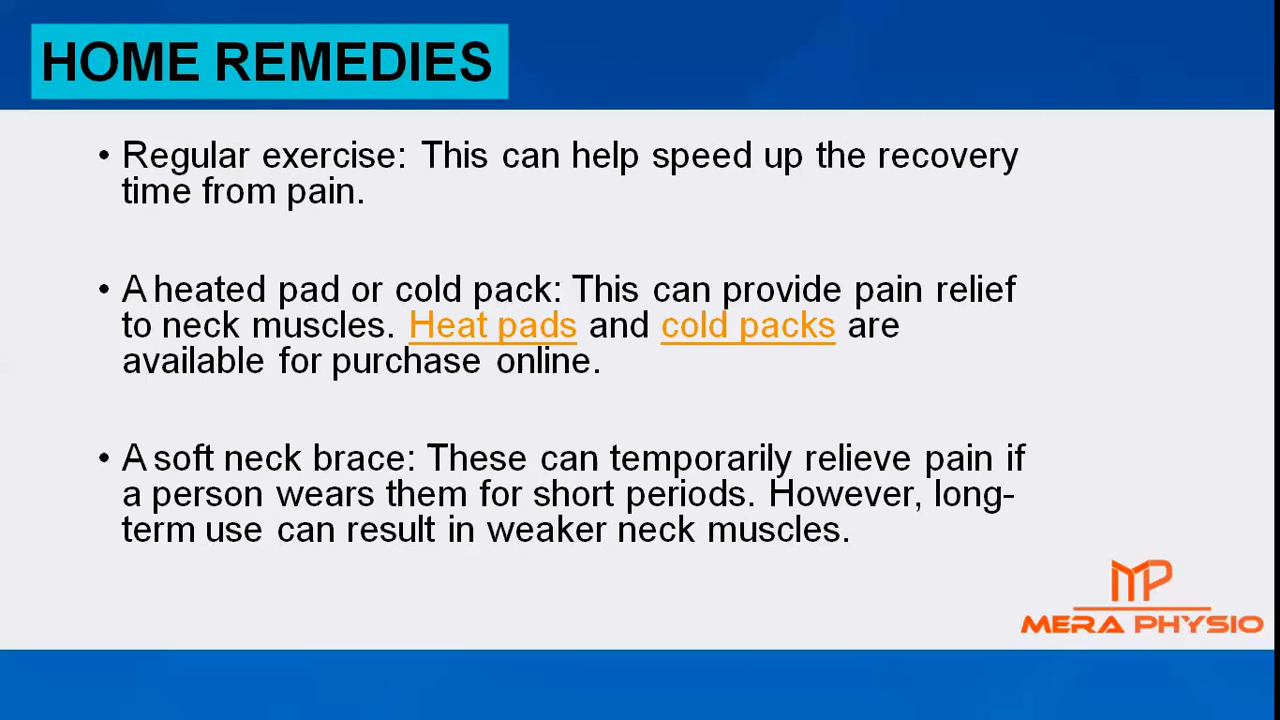 HOME REMEDIES
• Regular exercise: This can help speed up the recovery
time from pain.
• A heated pad or cold pack: This can provide pain relief
to neck muscles. Heat pads and cold packs are
available for purchase online.
• A soft neck brace: These can temporarily relieve pain if
a person wears them for short periods. However, long-
term use can result in weaker neck muscles.
MP
MERA PHYSIO